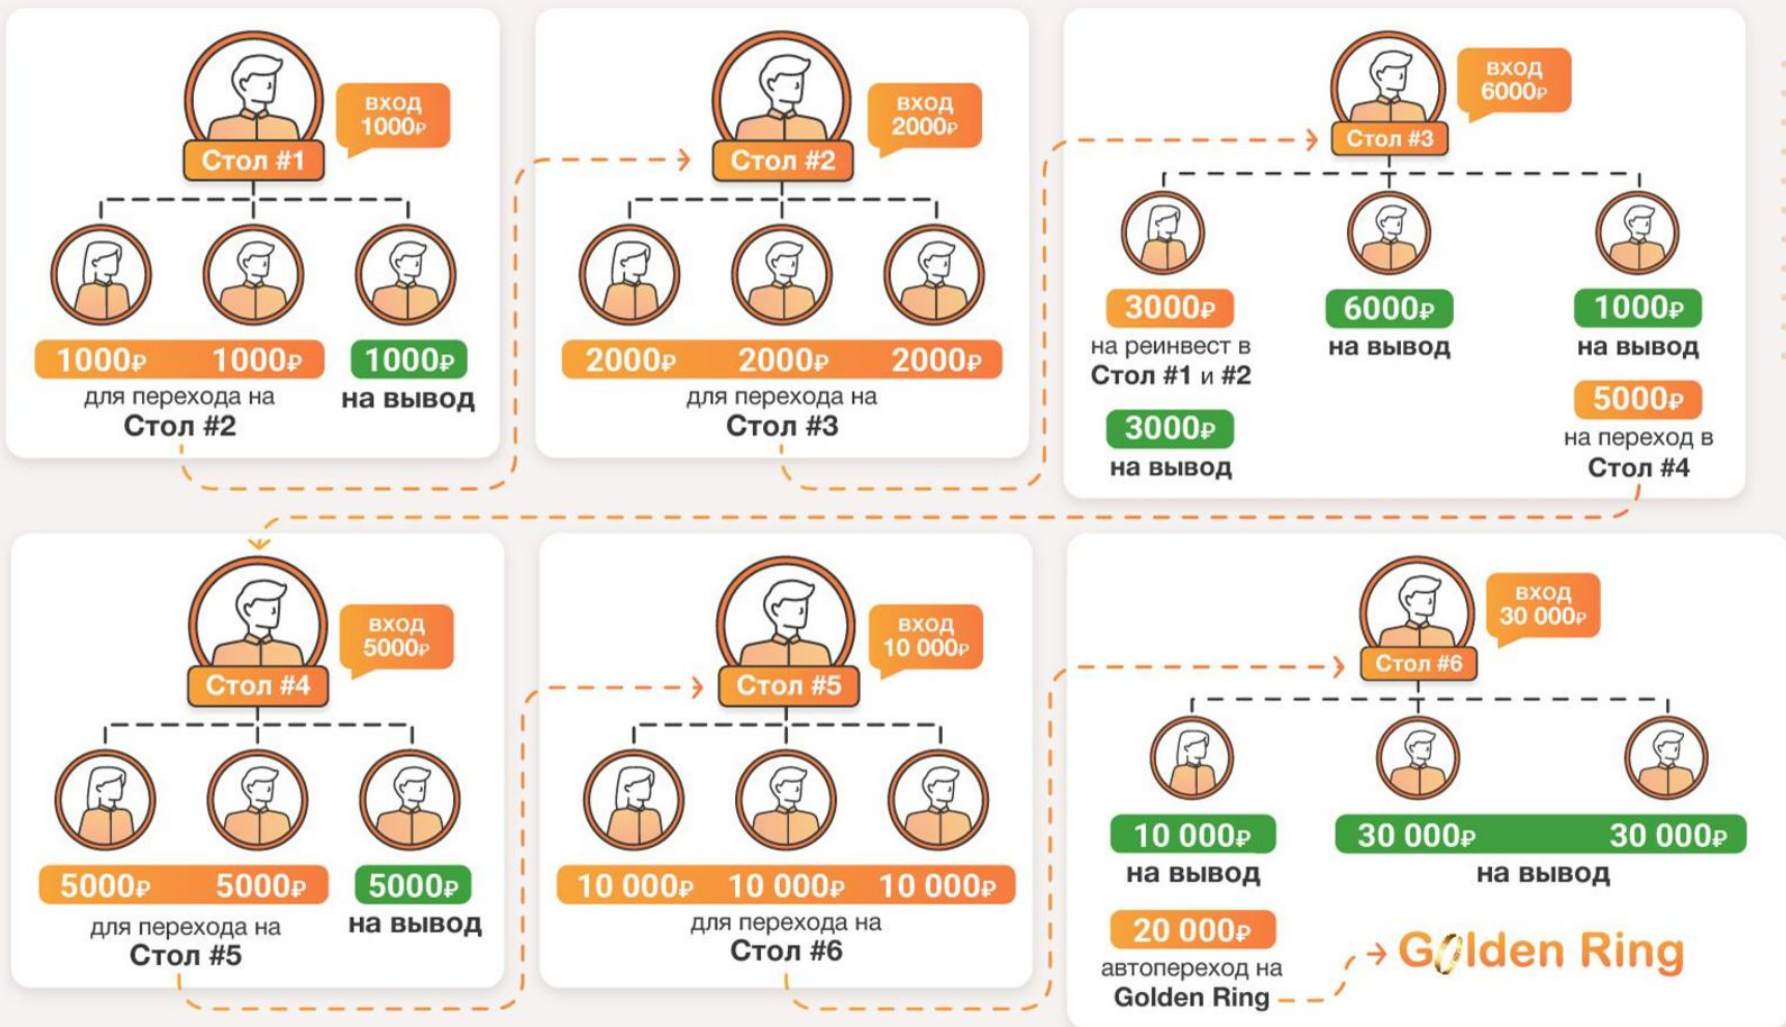 ВХОД
1000₽
Стол #1
1000₽ 1000₽ 1000₽
для перехода на
Стол #2
на вывод
ВХОД
2000₽
Стол #2
2000₽ 2000₽ 2000₽
для перехода на
Стол #3
ВХОД
6000₽
Стол #3
3000₽
на реинвест в
Стол #1 и #2
3000₽
на вывод
6000₽
на вывод
1000₽
на вывод
5000₽
на переход в
Стол #4
ВХОД
5000₽
Стол #4
5000₽ 5000₽ 5000₽
для перехода на
Стол #5
на вывод
ВХОД
10 000₽
Стол #5
10 000₽ 10 000₽ 10 000₽
для перехода на
Стол #6
ВХОД
30 000₽
Стол #6
10 000₽
на вывод
20 000₽
автопереход на
Golden Ring
30 000₽ 30 000₽
на вывод
Golden Ring